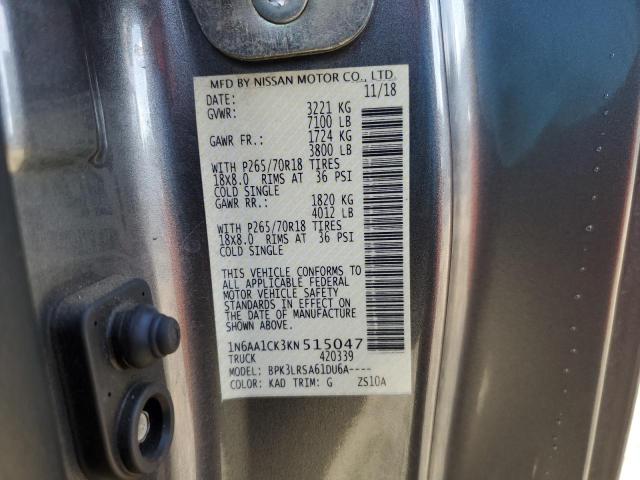 MFD BY NISSAN MOTOR CO., LTD.
DATE: 11/18
GVWR: 3221 KG
7100 LB
GAWR FR.: 1724 KG
3800 LB
WITH P265/70R18 TIRES
18X8.0 RIMS AT 36 PSI
COLD SINGLE
GAWR RR.: 1820 KG
4012 LB
WITH P265/70R18 TIRES
18X8.0 RIMS AT 36 PSI
COLD SINGLE
THIS VEHICLE CONFORMS TO
ALL APPLICABLE FEDERAL
MOTOR VEHICLE SAFETY
STANDARDS IN EFFECT ON
THE DATE OF MANUFACTURE
SHOWN ABOVE.
1N6AA1CK3KN515047
TRUCK 420339
MODEL: BPK3LRSA61DU6A----
COLOR: KAD TRIM: G ZS10A